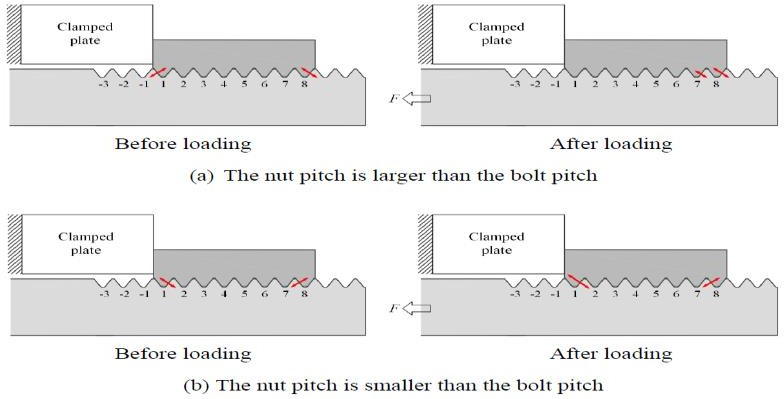 Clamped
plate
Clamped
plate
-3 -2 -1 1 2 3 4 5 6 7 8
F
-3 -2 -1 1 2 3 4 5 6 7 8
Before loading
After loading
(a) The nut pitch is larger than the bolt pitch
Clamped
plate
Clamped
plate
-3 -2 -1 1 2 3 4 5 6 7 8
F
-3 -2 -1 1 2 3 4 5 6 7 8
Before loading
After loading
(b) The nut pitch is smaller than the bolt pitch